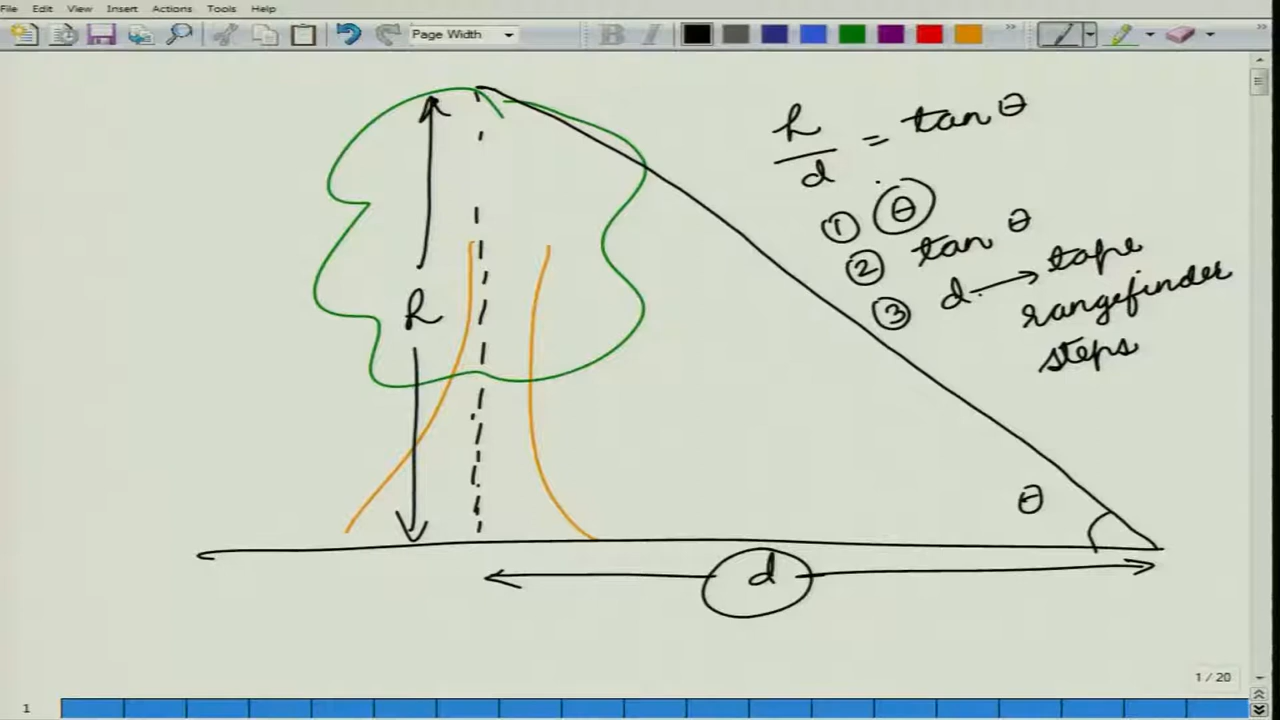 File Edit View Insert Actions Tools Help
Page Width
B I
h
— = tan θ
d
① θ
② tan θ
③ d → tape
rangefinder
steps
h
θ
d
1 / 20
1